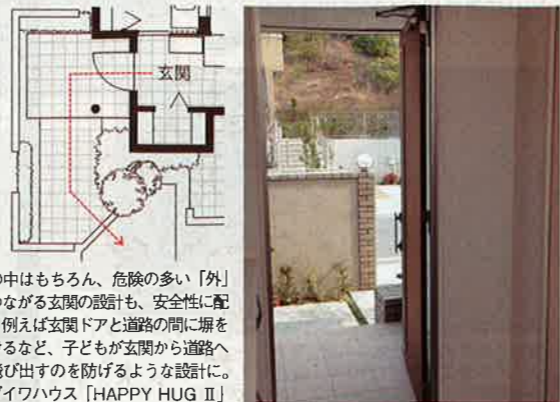 玄関
の中はもちろん、危険の多い「外」
つながる玄関の設計も、安全性に配
例えば玄関ドアと道路の間に塀を
けるなど、子どもが玄関から道路へ
飛び出すのを防げるような設計に。
イワハウス「HAPPY HUG Ⅱ」